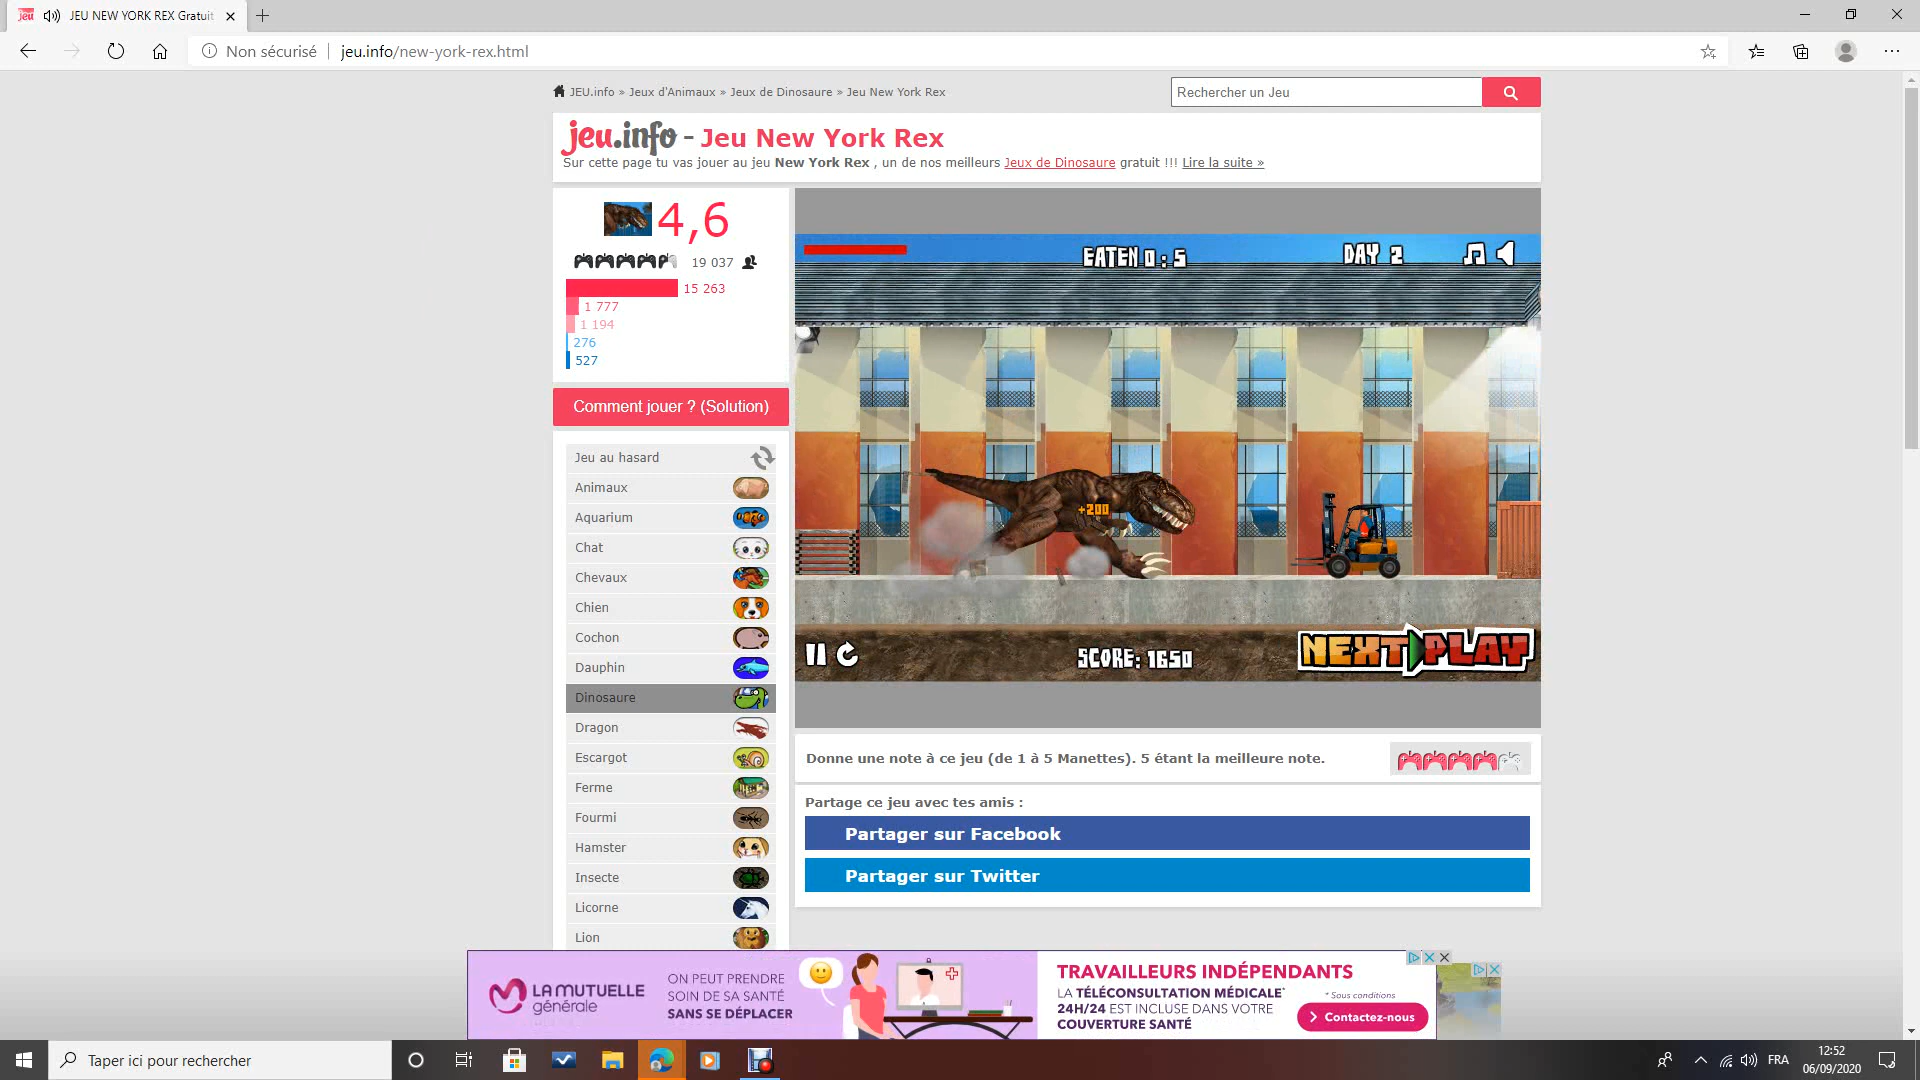 jeu JEU NEW YORK REX Gratuit
Non sécurisé | jeu.info/new-york-rex.html
JEU.info » Jeux d'Animaux » Jeux de Dinosaure » Jeu New York Rex
Rechercher un Jeu
jeu.info - Jeu New York Rex
Sur cette page tu vas jouer au jeu New York Rex , un de nos meilleurs Jeux de Dinosaure gratuit !!! Lire la suite »
4,6
19 037
15 263
1 777
1 194
276
527
Comment jouer ? (Solution)
Jeu au hasard
Animaux
Aquarium
Chat
Chevaux
Chien
Cochon
Dauphin
Dinosaure
Dragon
Escargot
Ferme
Fourmi
Hamster
Insecte
Licorne
Lion
EATEN 0 : 5
DAY 2
+200
SCORE: 1650
NEXT PLAY
Donne une note à ce jeu (de 1 à 5 Manettes). 5 étant la meilleure note.
Partage ce jeu avec tes amis :
Partager sur Facebook
Partager sur Twitter
LA MUTUELLE
générale
ON PEUT PRENDRE
SOIN DE SA SANTÉ
SANS SE DÉPLACER
TRAVAILLEURS INDÉPENDANTS
LA TÉLÉCONSULTATION MÉDICALE*
24H/24 EST INCLUSE DANS VOTRE
COUVERTURE SANTÉ
* Sous conditions
Contactez-nous
Taper ici pour rechercher
FRA
12:52
06/09/2020